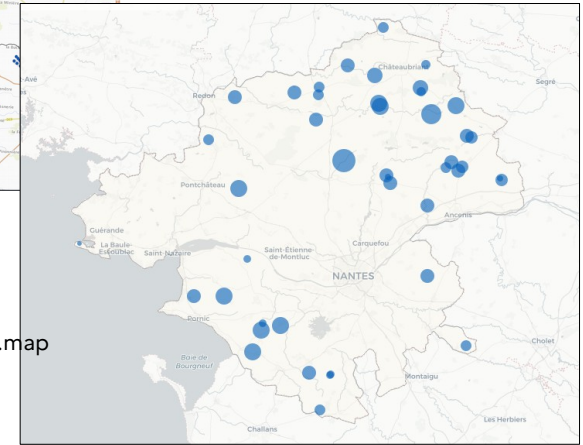 Châteaubriant
-Avé
Redon
Segré
Pontchâteau
Ancenis
Guérande
La Baule-
Escoublac
Saint-Nazaire
Saint-Étienne
de-Montluc
Carquefou
NANTES
Pornic
.map
Cholet
Baie de
Bourgneuf
Montaigu
Les Herbiers
Challans